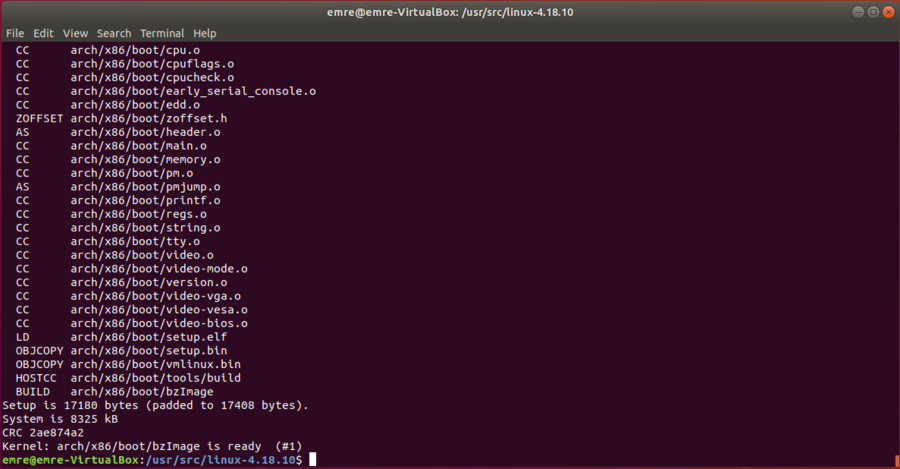 emre@emre-VirtualBox: /usr/src/linux-4.18.10
File Edit View Search Terminal Help
CC arch/x86/boot/cpu.o
CC arch/x86/boot/cpuflags.o
CC arch/x86/boot/cpucheck.o
CC arch/x86/boot/early_serial_console.o
CC arch/x86/boot/edd.o
ZOFFSET arch/x86/boot/zoffset.h
AS arch/x86/boot/header.o
CC arch/x86/boot/main.o
CC arch/x86/boot/memory.o
CC arch/x86/boot/pm.o
AS arch/x86/boot/pmjump.o
CC arch/x86/boot/printf.o
CC arch/x86/boot/regs.o
CC arch/x86/boot/string.o
CC arch/x86/boot/tty.o
CC arch/x86/boot/video.o
CC arch/x86/boot/video-mode.o
CC arch/x86/boot/version.o
CC arch/x86/boot/video-vga.o
CC arch/x86/boot/video-vesa.o
CC arch/x86/boot/video-bios.o
LD arch/x86/boot/setup.elf
OBJCOPY arch/x86/boot/setup.bin
OBJCOPY arch/x86/boot/vmlinux.bin
HOSTCC arch/x86/boot/tools/build
BUILD arch/x86/boot/bzImage
Setup is 17180 bytes (padded to 17408 bytes).
System is 8325 kB
CRC 2ae874a2
Kernel: arch/x86/boot/bzImage is ready (#1)
emre@emre-VirtualBox:/usr/src/linux-4.18.10$